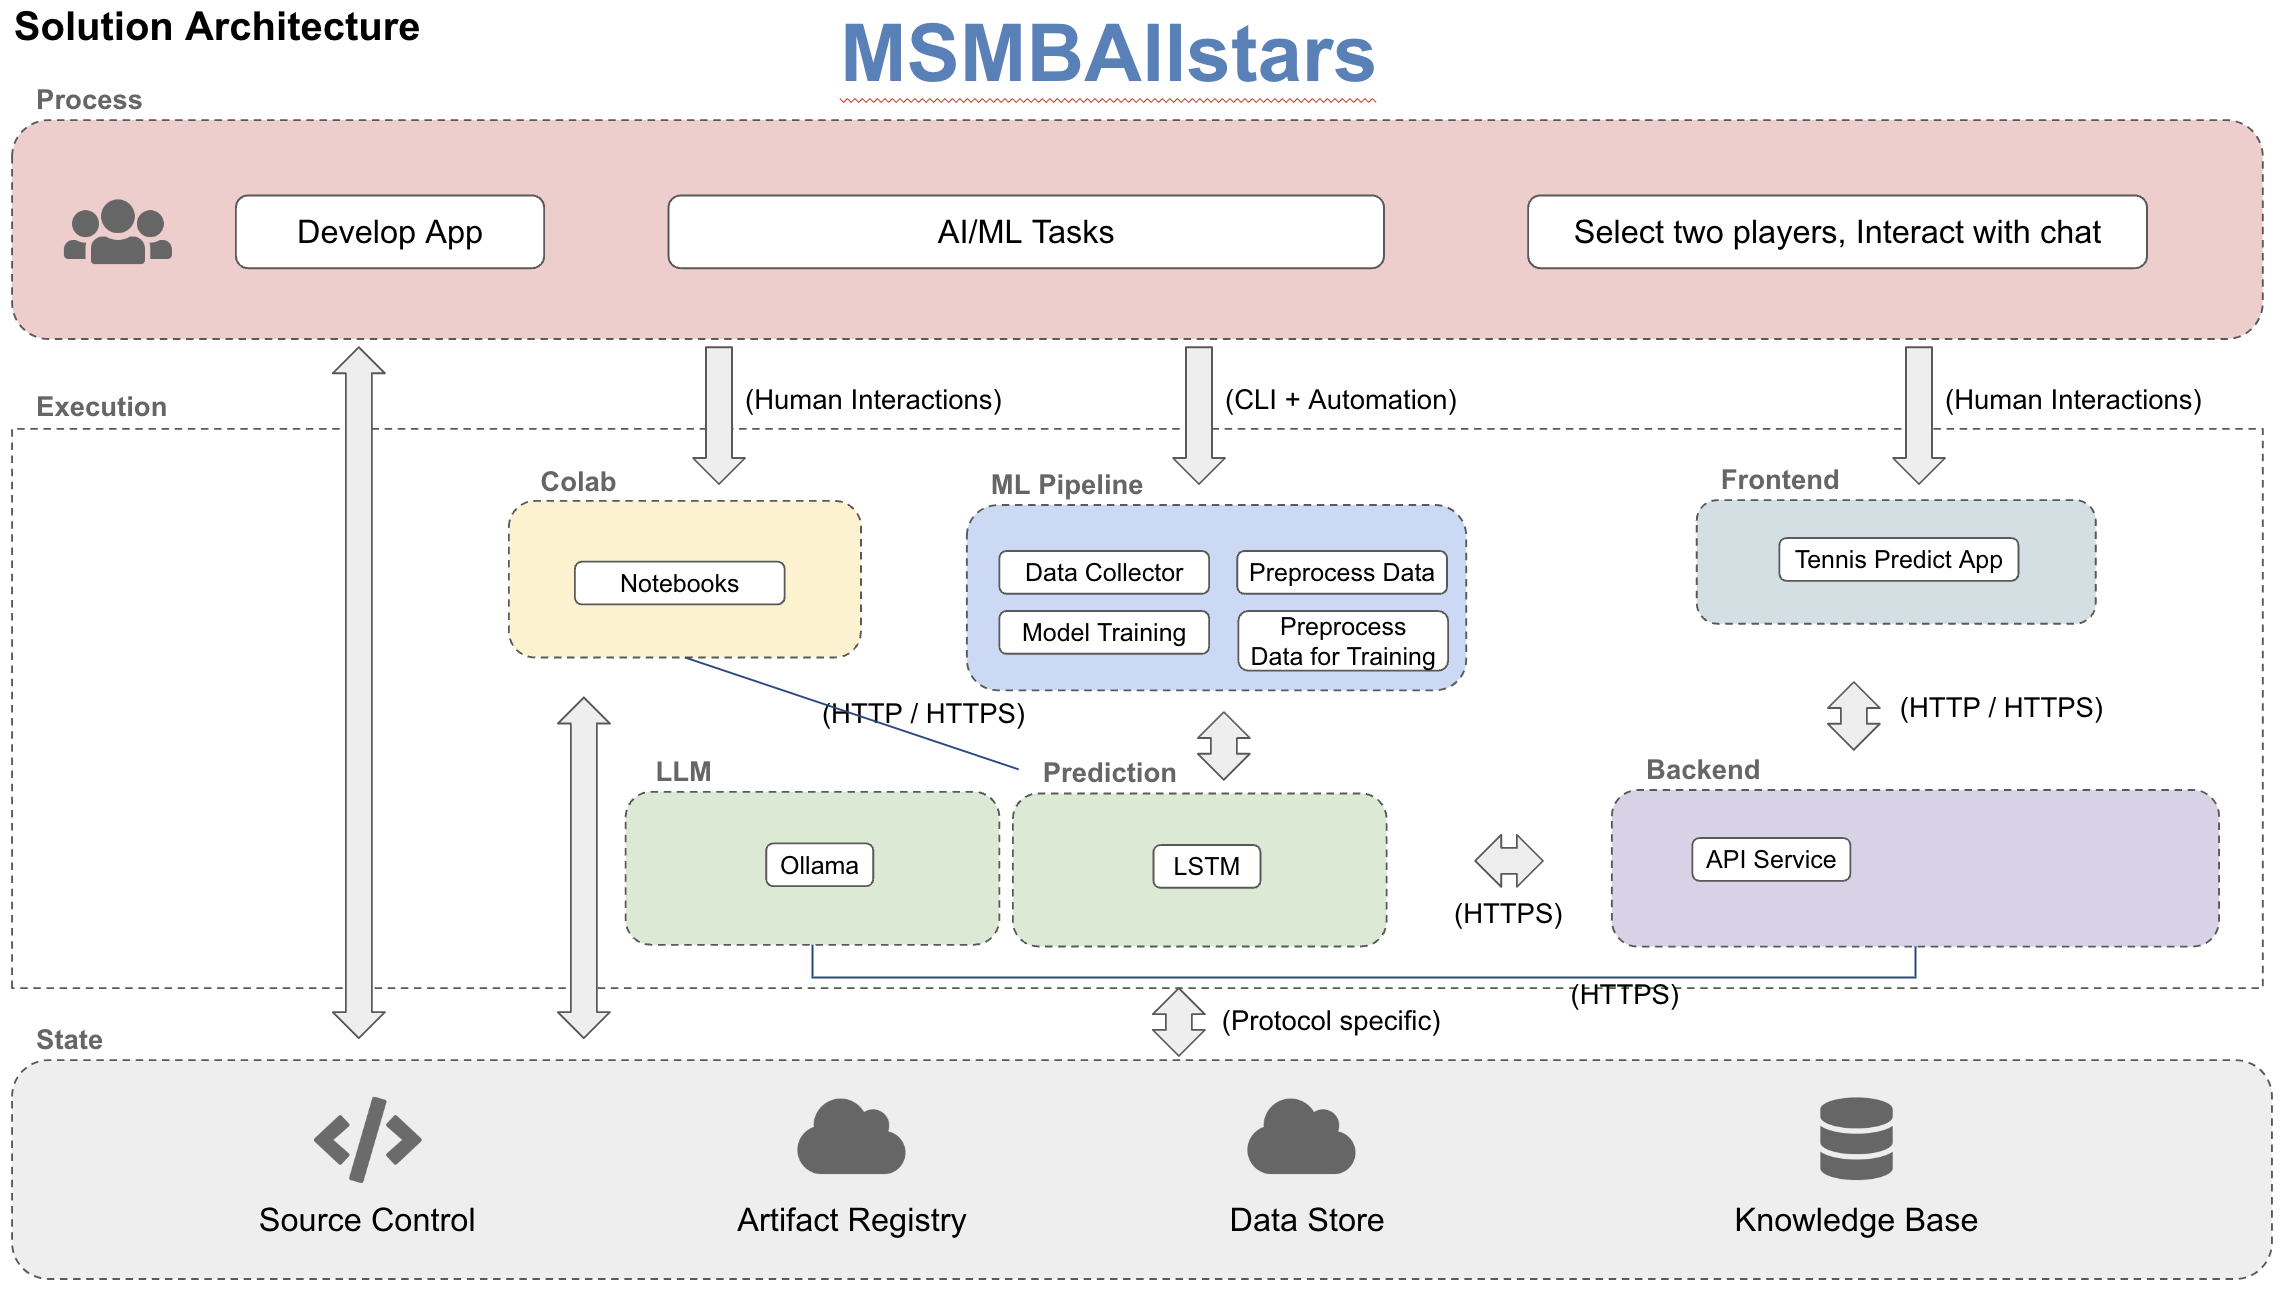 Solution Architecture
MSMBAllstars
Process
Develop App
AI/ML Tasks
Select two players, Interact with chat
(Human Interactions)
(CLI + Automation)
(Human Interactions)
Execution
Colab
Notebooks
ML Pipeline
Data Collector
Preprocess Data
Model Training
Preprocess
Data for Training
Frontend
Tennis Predict App
(HTTP / HTTPS)
(HTTP / HTTPS)
LLM
Ollama
Prediction
LSTM
(HTTPS)
Backend
API Service
(HTTPS)
(Protocol specific)
State
Source Control
Artifact Registry
Data Store
Knowledge Base